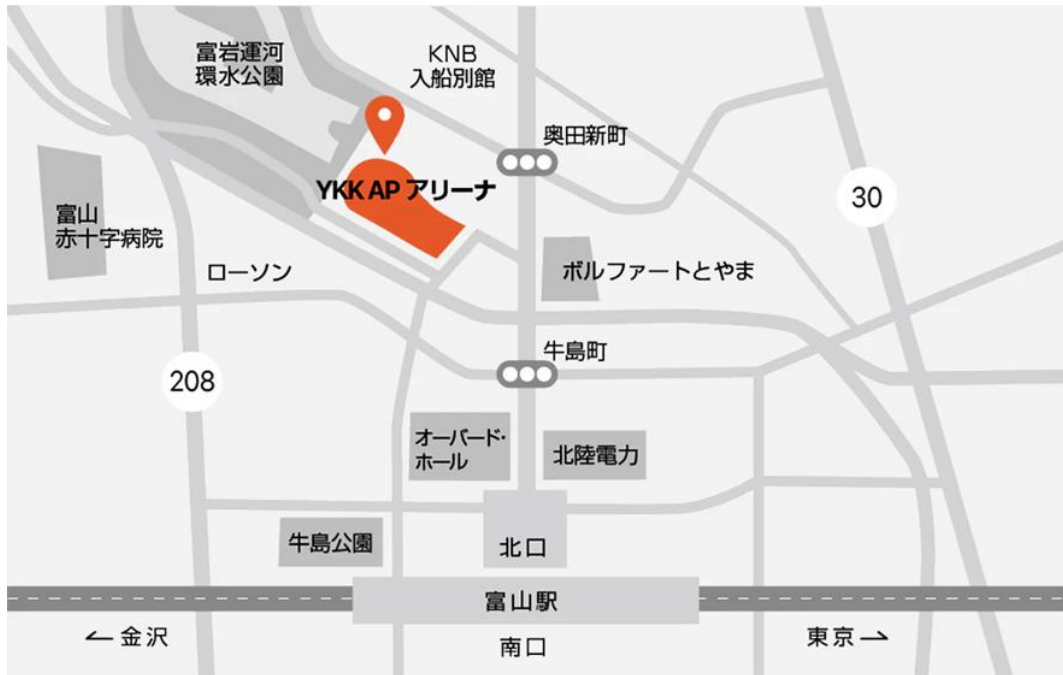 富岩運河
環水公園
KNB
入船別館
奥田新町
YKK AP アリーナ
30
富山
赤十字病院
ローソン
ボルファートとやま
牛島町
208
オーバード・
ホール
北陸電力
牛島公園
北口
富山駅
←金沢
南口
東京→